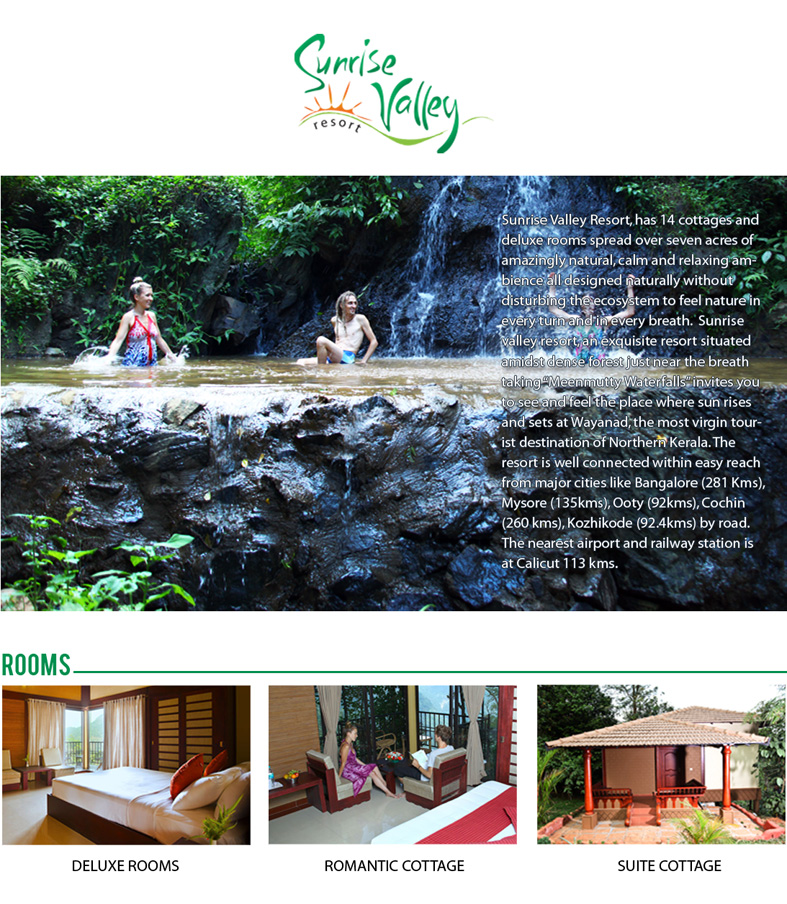 Sunrise
Valley
resort
Sunrise Valley Resort, has 14 cottages and
deluxe rooms spread over seven acres of
amazingly natural, calm and relaxing am-
bience all designed naturally without
disturbing the ecosystem to feel nature in
every turn and in every breath.  Sunrise
valley resort, an exquisite resort situated
amidst dense forest just near the breath
taking "Meenmutty Waterfalls" invites you
to see and feel the place where sun rises
and sets at Wayanad, the most virgin tour-
ist destination of Northern Kerala. The
resort is well connected within easy reach
from major cities like Bangalore (281 Kms),
Mysore (135kms), Ooty (92kms), Cochin
(260 kms), Kozhikode (92.4kms) by road.
The nearest airport and railway station is
at Calicut 113 kms.
ROOMS
DELUXE ROOMS
ROMANTIC COTTAGE
SUITE COTTAGE